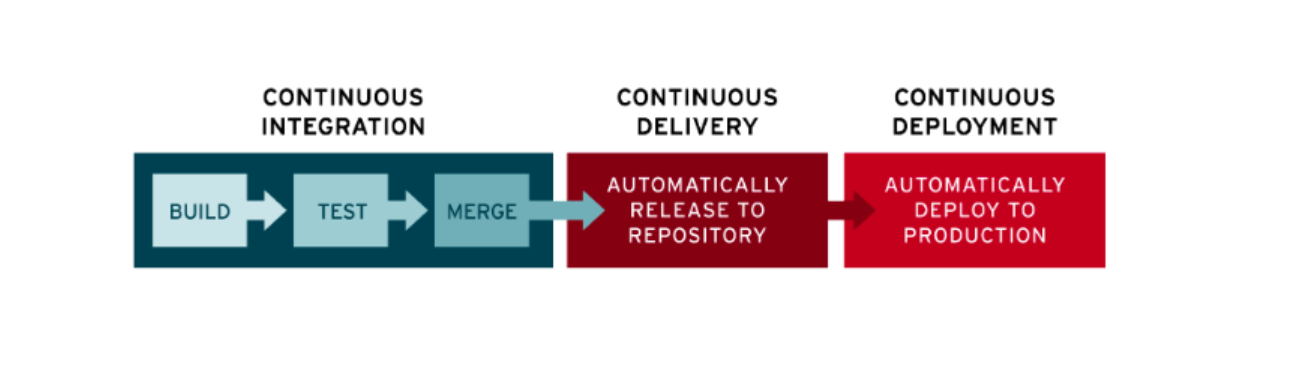 CONTINUOUS
INTEGRATION
BUILD
TEST
MERGE
CONTINUOUS
DELIVERY
AUTOMATICALLY
RELEASE TO
REPOSITORY
CONTINUOUS
DEPLOYMENT
AUTOMATICALLY
DEPLOY TO
PRODUCTION